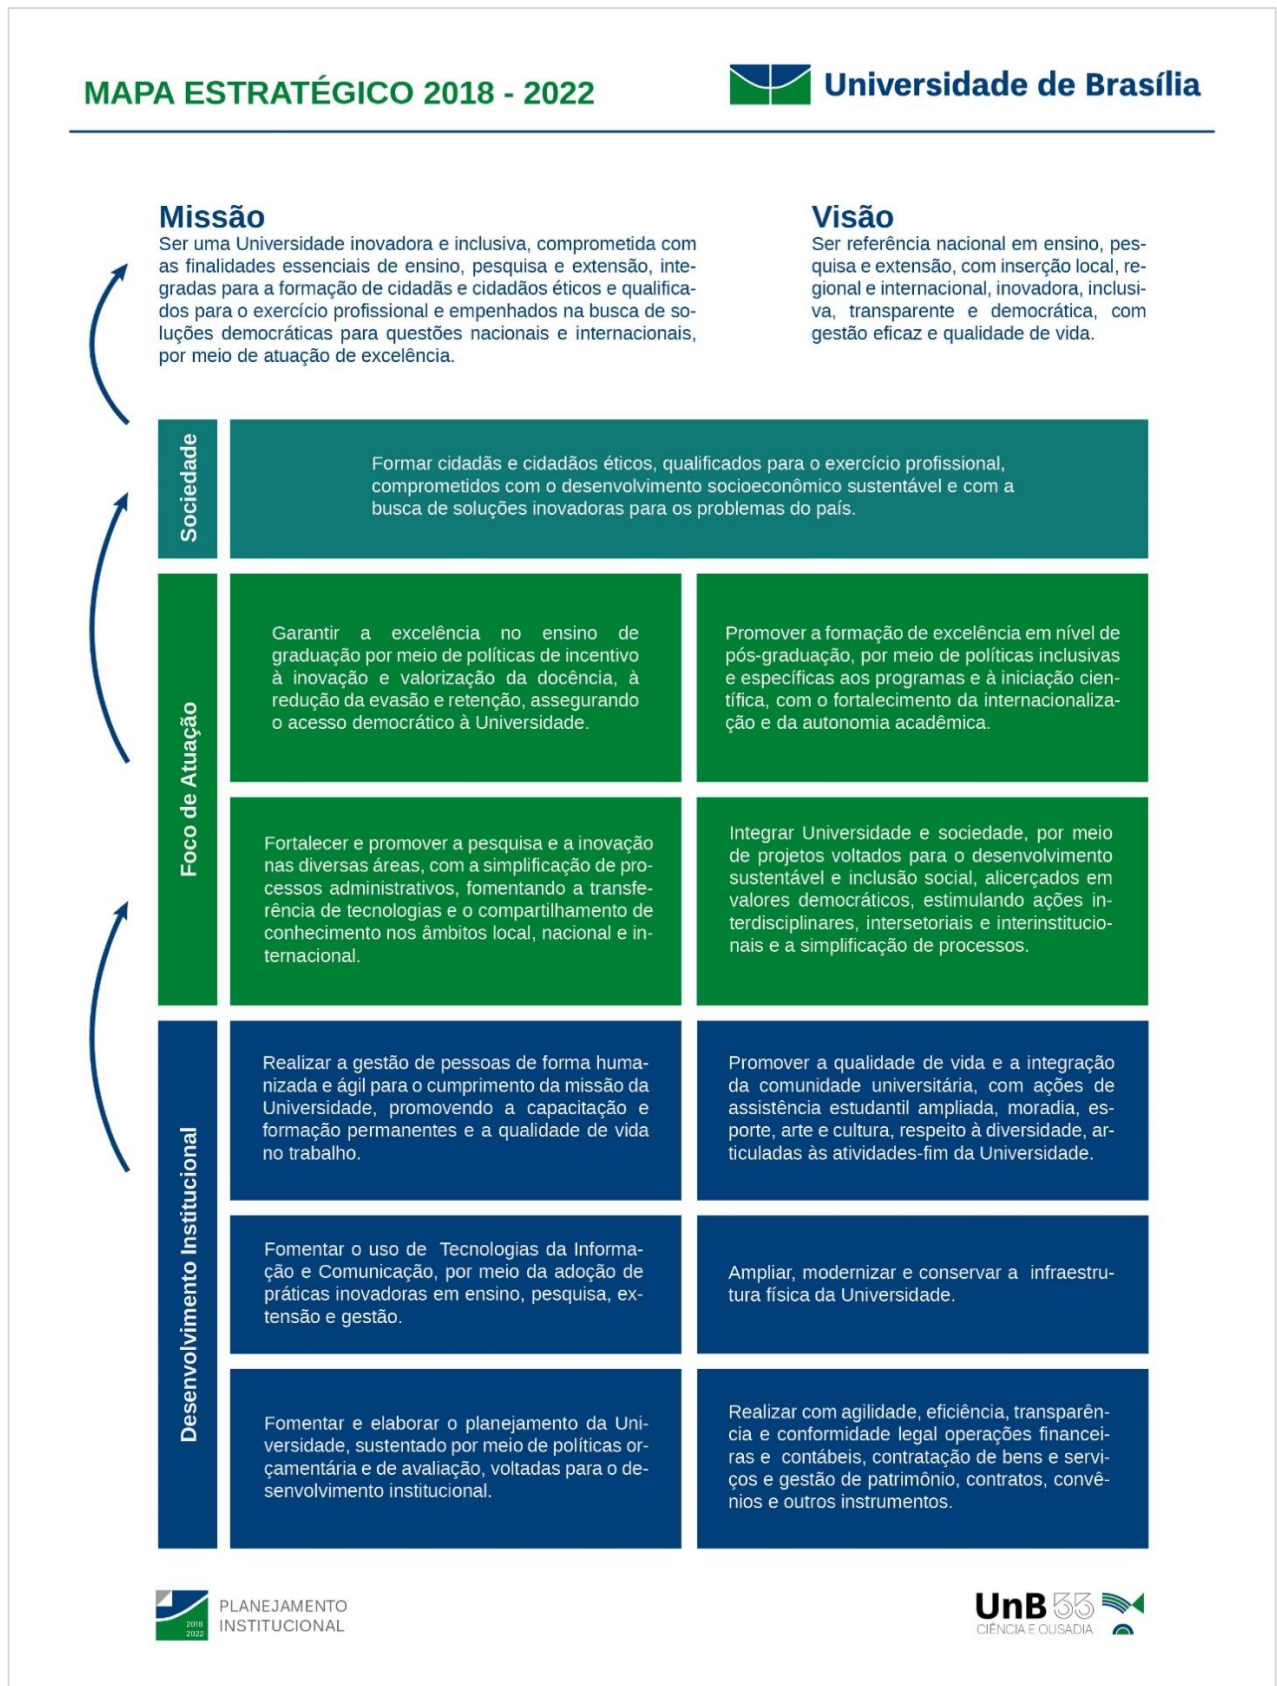 MAPA ESTRATÉGICO 2018 - 2022
Universidade de Brasília
Missão
Ser uma Universidade inovadora e inclusiva, comprometida com
as finalidades essenciais de ensino, pesquisa e extensão, inte-
gradas para a formação de cidadãs e cidadãos éticos e qualifica-
dos para o exercício profissional e empenhados na busca de so-
luções democráticas para questões nacionais e internacionais,
por meio de atuação de excelência.
Visão
Ser referência nacional em ensino, pes-
quisa e extensão, com inserção local, re-
gional e internacional, inovadora, inclusi-
va, transparente e democrática, com
gestão eficaz e qualidade de vida.
Sociedade
Formar cidadãs e cidadãos éticos, qualificados para o exercício profissional,
comprometidos com o desenvolvimento socioeconômico sustentável e com a
busca de soluções inovadoras para os problemas do país.
Foco de Atuação
Garantir a excelência no ensino de
graduação por meio de políticas de incentivo
à inovação e valorização da docência, à
redução da evasão e retenção, assegurando
o acesso democrático à Universidade.
Promover a formação de excelência em nível de
pós-graduação, por meio de políticas inclusivas
e específicas aos programas e à iniciação cien-
tífica, com o fortalecimento da internacionaliza-
ção e da autonomia acadêmica.
Fortalecer e promover a pesquisa e a inovação
nas diversas áreas, com a simplificação de pro-
cessos administrativos, fomentando a transfe-
rência de tecnologias e o compartilhamento de
conhecimento nos âmbitos local, nacional e in-
ternacional.
Integrar Universidade e sociedade, por meio
de projetos voltados para o desenvolvimento
sustentável e inclusão social, alicerçados em
valores democráticos, estimulando ações in-
terdisciplinares, intersetoriais e interinstitucio-
nais e a simplificação de processos.
Desenvolvimento Institucional
Realizar a gestão de pessoas de forma huma-
nizada e ágil para o cumprimento da missão da
Universidade, promovendo a capacitação e
formação permanentes e a qualidade de vida
no trabalho.
Promover a qualidade de vida e a integração
da comunidade universitária, com ações de
assistência estudantil ampliada, moradia, es-
porte, arte e cultura, respeito à diversidade, ar-
ticuladas às atividades-fim da Universidade.
Fomentar o uso de Tecnologias da Informa-
ção e Comunicação, por meio da adoção de
práticas inovadoras em ensino, pesquisa, ex-
tensão e gestão.
Ampliar, modernizar e conservar a infraestru-
tura física da Universidade.
Fomentar e elaborar o planejamento da Uni-
versidade, sustentado por meio de políticas or-
çamentária e de avaliação, voltadas para o de-
senvolvimento institucional.
Realizar com agilidade, eficiência, transparên-
cia e conformidade legal operações financei-
ras e contábeis, contratação de bens e servi-
ços e gestão de patrimônio, contratos, convê-
nios e outros instrumentos.
2018
2022
PLANEJAMENTO
INSTITUCIONAL
UnB 55
CIÊNCIA E OUSADIA